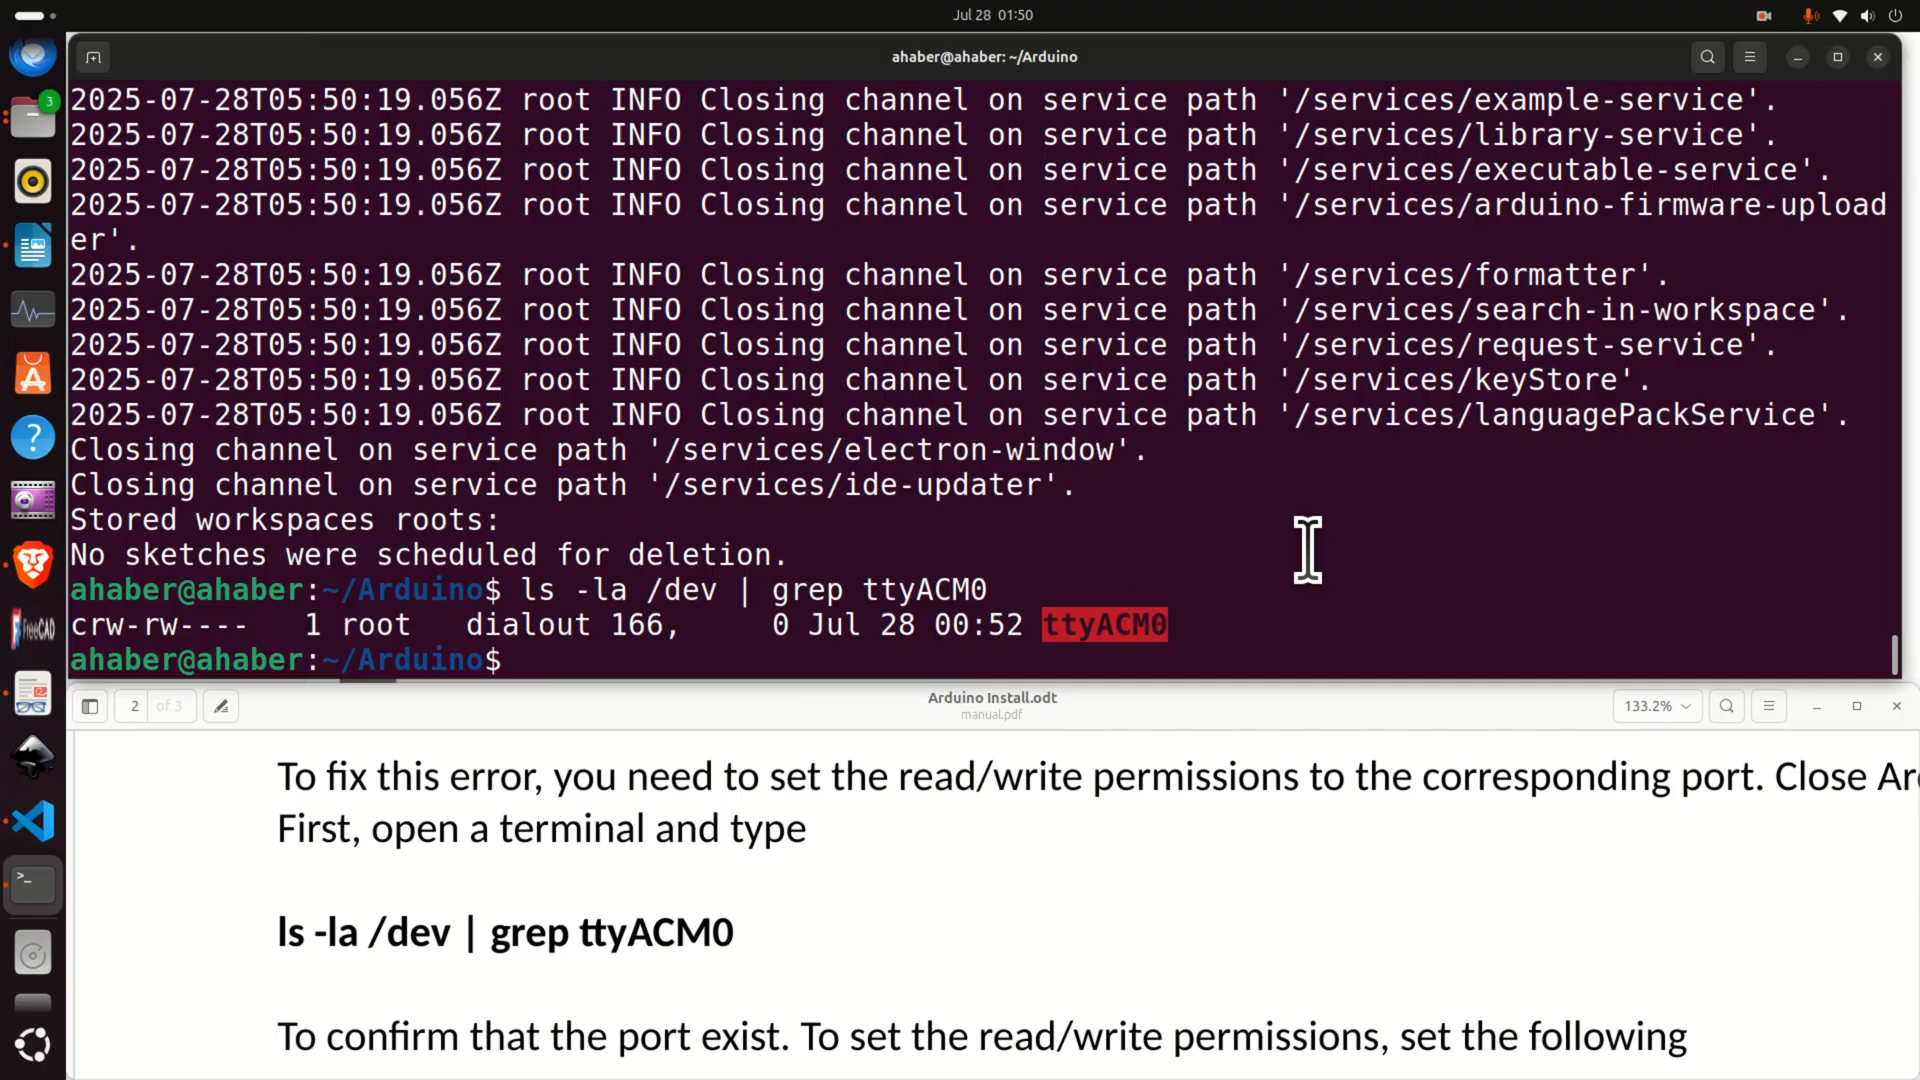 Jul 28 01:50
ahaber@ahaber: ~/Arduino
2025-07-28T05:50:19.056Z root INFO Closing channel on service path '/services/example-service'.
2025-07-28T05:50:19.056Z root INFO Closing channel on service path '/services/library-service'.
2025-07-28T05:50:19.056Z root INFO Closing channel on service path '/services/executable-service'.
2025-07-28T05:50:19.056Z root INFO Closing channel on service path '/services/arduino-firmware-upload
er'.
2025-07-28T05:50:19.056Z root INFO Closing channel on service path '/services/formatter'.
2025-07-28T05:50:19.056Z root INFO Closing channel on service path '/services/search-in-workspace'.
2025-07-28T05:50:19.056Z root INFO Closing channel on service path '/services/request-service'.
2025-07-28T05:50:19.056Z root INFO Closing channel on service path '/services/keyStore'.
2025-07-28T05:50:19.056Z root INFO Closing channel on service path '/services/languagePackService'.
Closing channel on service path '/services/electron-window'.
Closing channel on service path '/services/ide-updater'.
Stored workspaces roots:
No sketches were scheduled for deletion.
ahaber@ahaber:~/Arduino$ ls -la /dev | grep ttyACM0
crw-rw---- 1 root dialout 166, 0 Jul 28 00:52 ttyACM0
ahaber@ahaber:~/Arduino$
3
FreeCAD
2 of 3
Arduino Install.odt
manual.pdf
133.2%
To fix this error, you need to set the read/write permissions to the corresponding port. Close Ar
First, open a terminal and type
ls -la /dev | grep ttyACM0
To confirm that the port exist. To set the read/write permissions, set the following